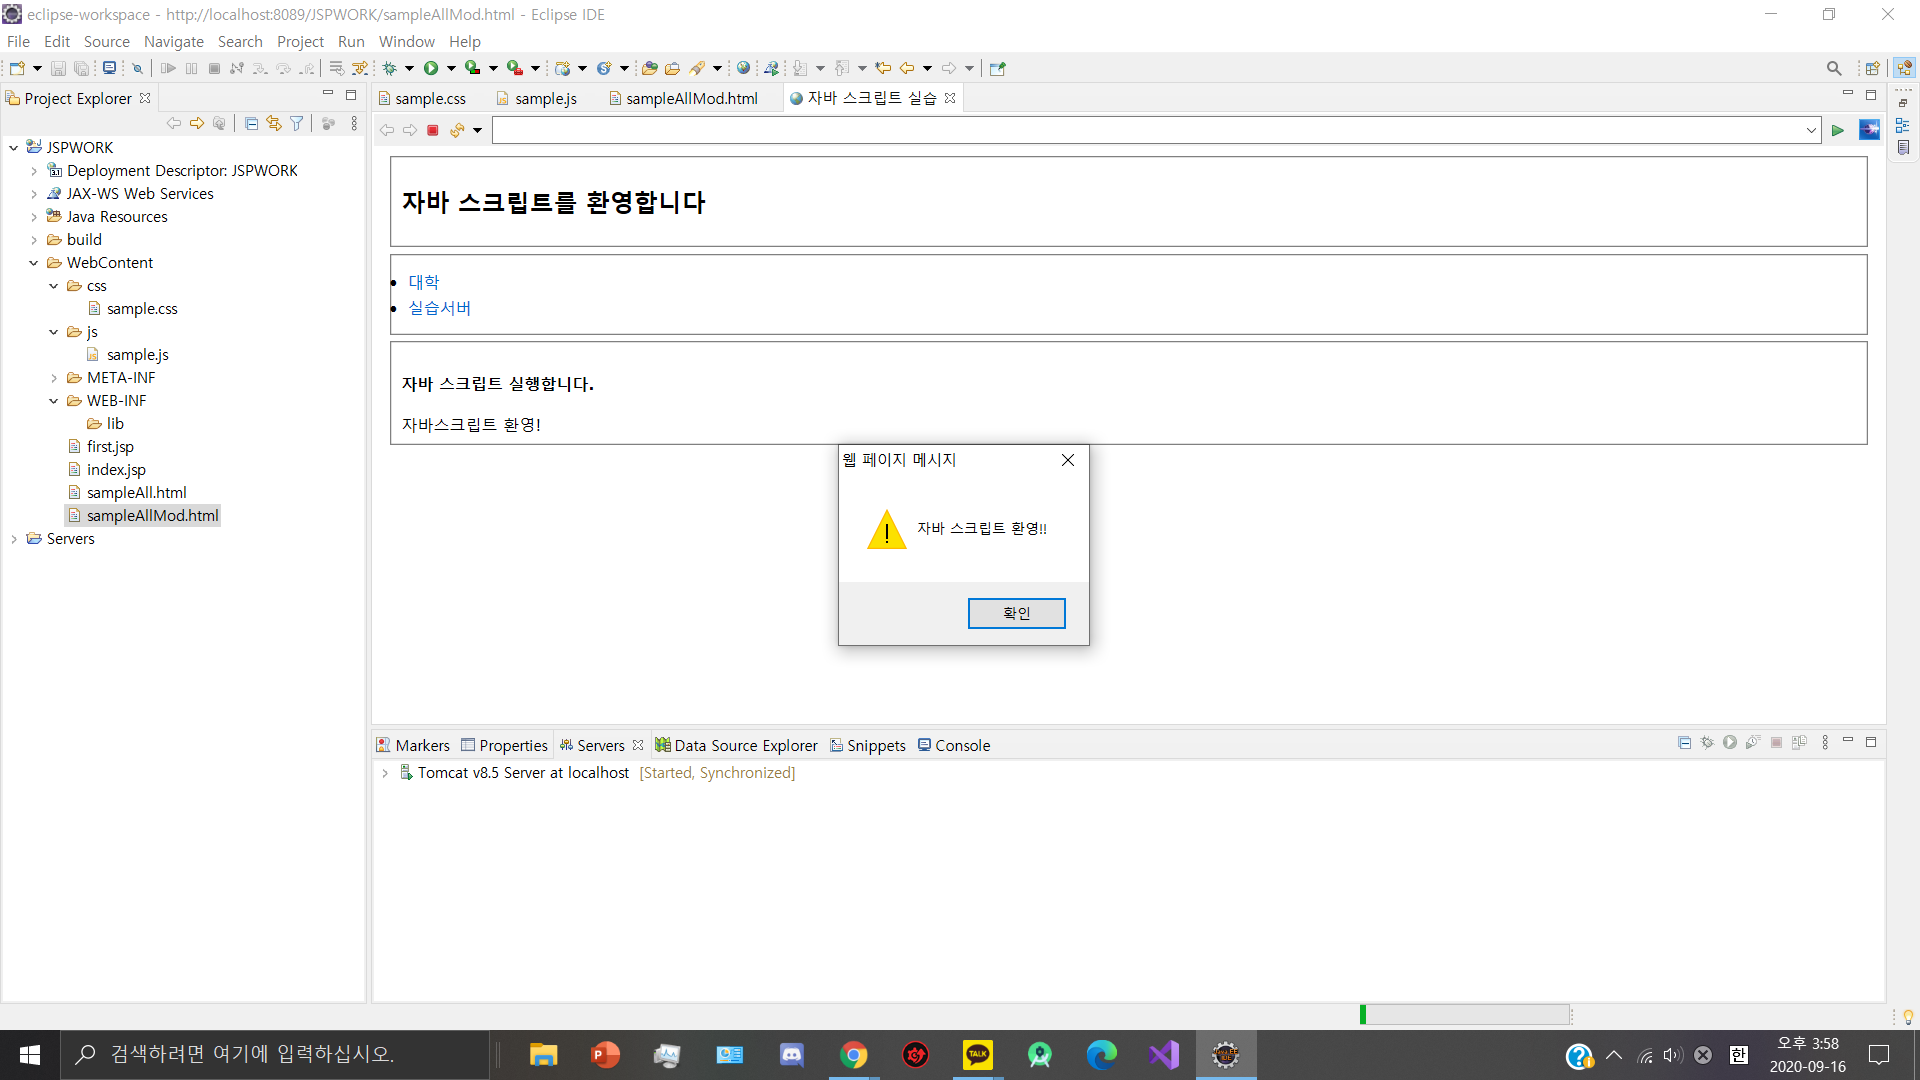 eclipse-workspace - http://localhost:8089/JSPWORK/sampleAllMod.html - Eclipse IDE
File Edit Source Navigate Search Project Run Window Help
Project Explorer
JSPWORK
Deployment Descriptor: JSPWORK
JAX-WS Web Services
Java Resources
build
WebContent
css
sample.css
js
sample.js
META-INF
WEB-INF
lib
first.jsp
index.jsp
sampleAll.html
sampleAllMod.html
Servers
sample.css sample.js sampleAllMod.html 자바 스크립트 실습
자바 스크립트를 환영합니다
대학
실습서버
자바 스크립트 실행합니다.
자바스크립트 환영!
웹 페이지 메시지
자바 스크립트 환영!!
확인
Markers Properties Servers Data Source Explorer Snippets Console
Tomcat v8.5 Server at localhost [Started, Synchronized]
검색하려면 여기에 입력하십시오.
TALK
한
오후 3:58
2020-09-16